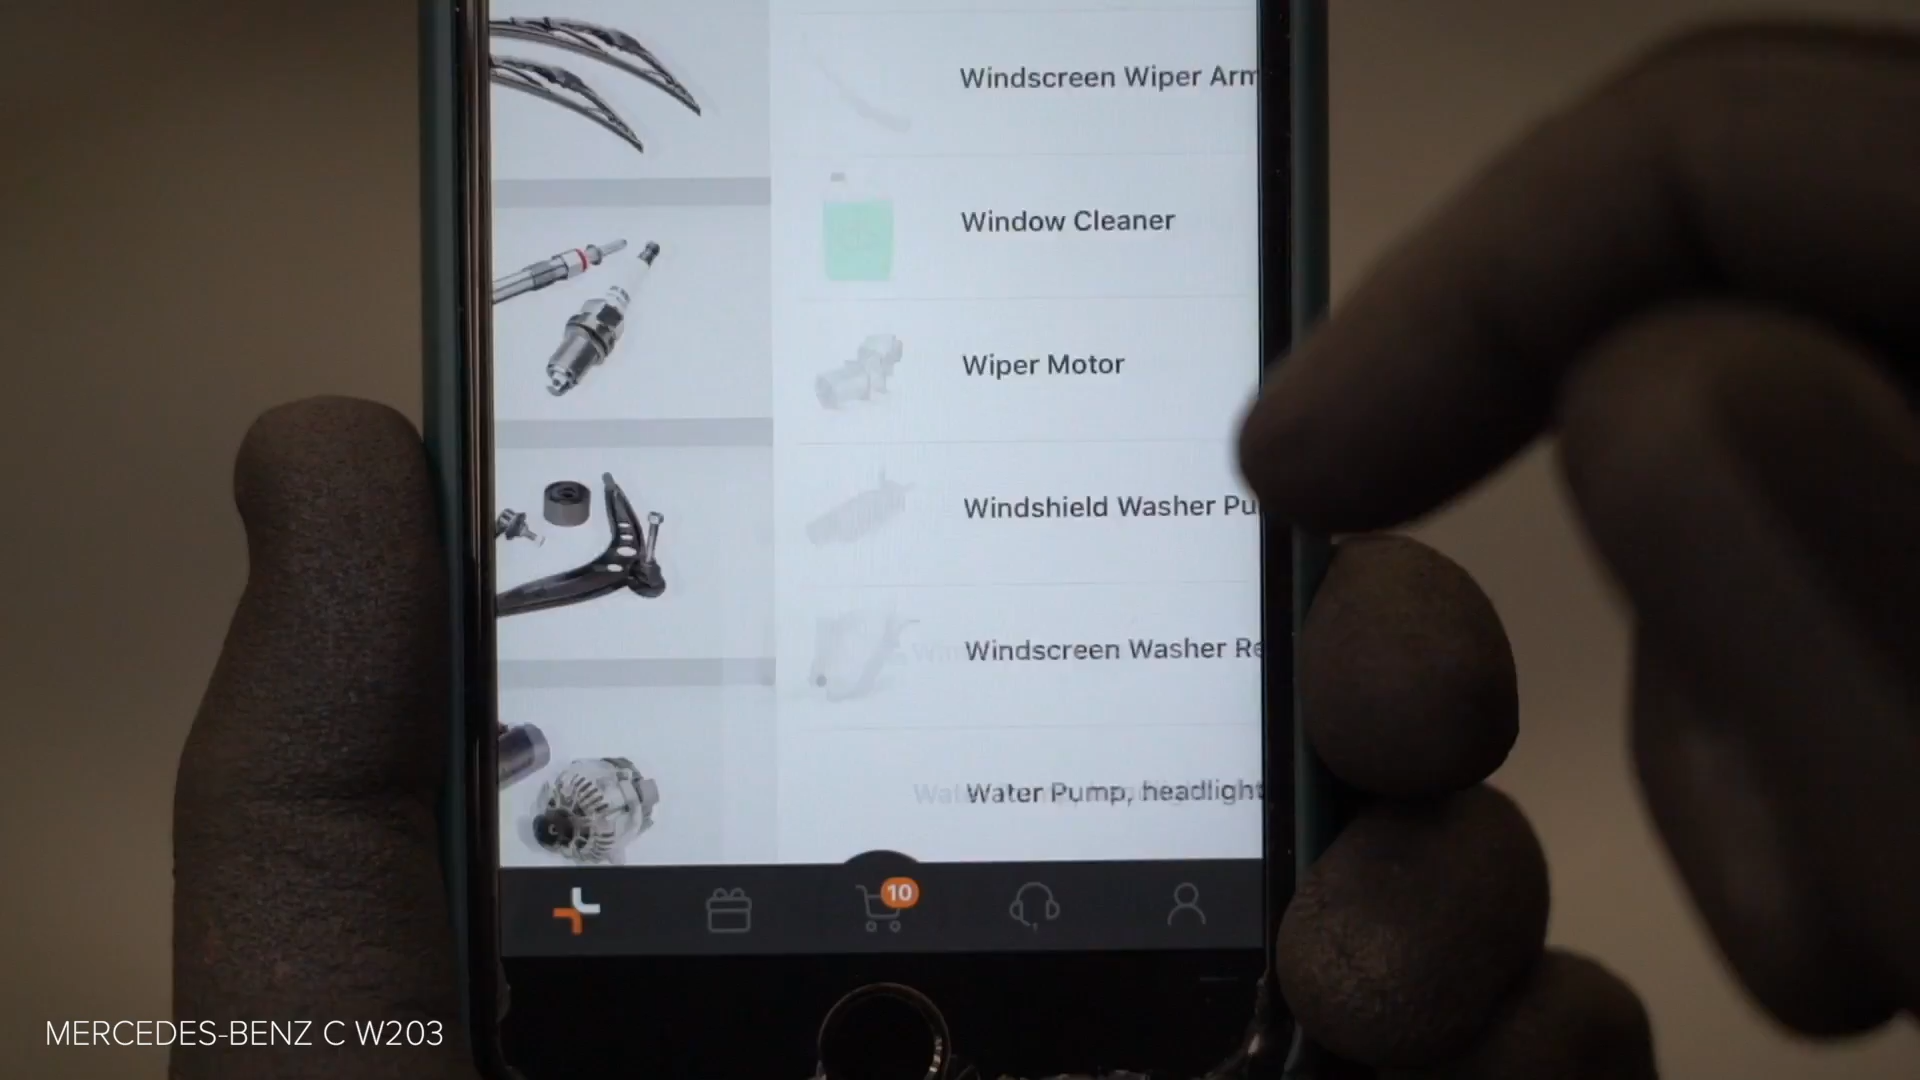 Windscreen Wiper Arm
Window Cleaner
Wiper Motor
Windshield Washer Pu
Windscreen Washer Re
Water Pump, headlight
10
MERCEDES-BENZ C W203